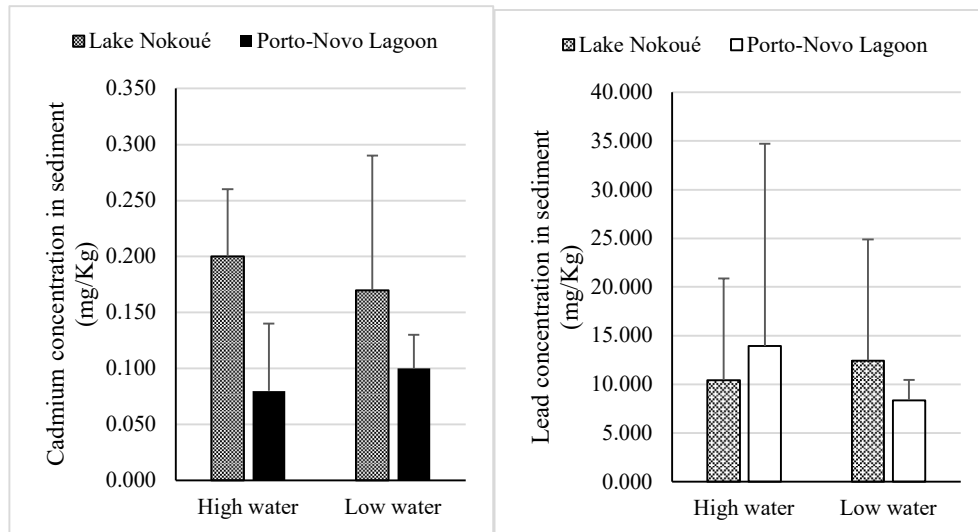 Lake Nokoué Porto-Novo Lagoon
Cadmium concentration in sediment
(mg/Kg)
0.350
0.300
0.250
0.200
0.150
0.100
0.050
0.000
High water Low water
Lake Nokoué Porto-Novo Lagoon
Lead concentration in sediment
(mg/Kg)
40.000
35.000
30.000
25.000
20.000
15.000
10.000
5.000
0.000
High water Low water